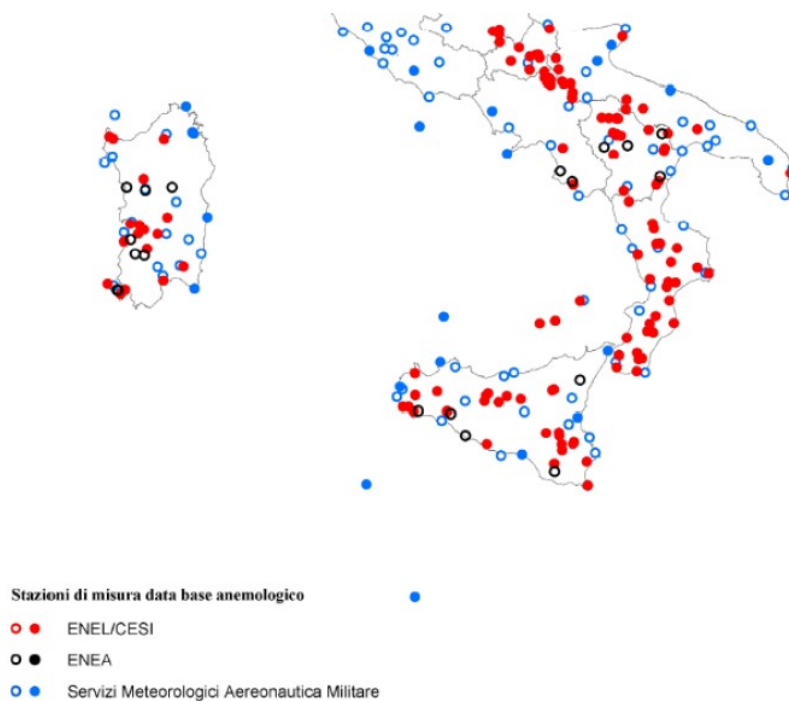 Stazioni di misura data base anemologico
ENEL/CESI
ENEA
Servizi Meteorologici Aereonautica Militare